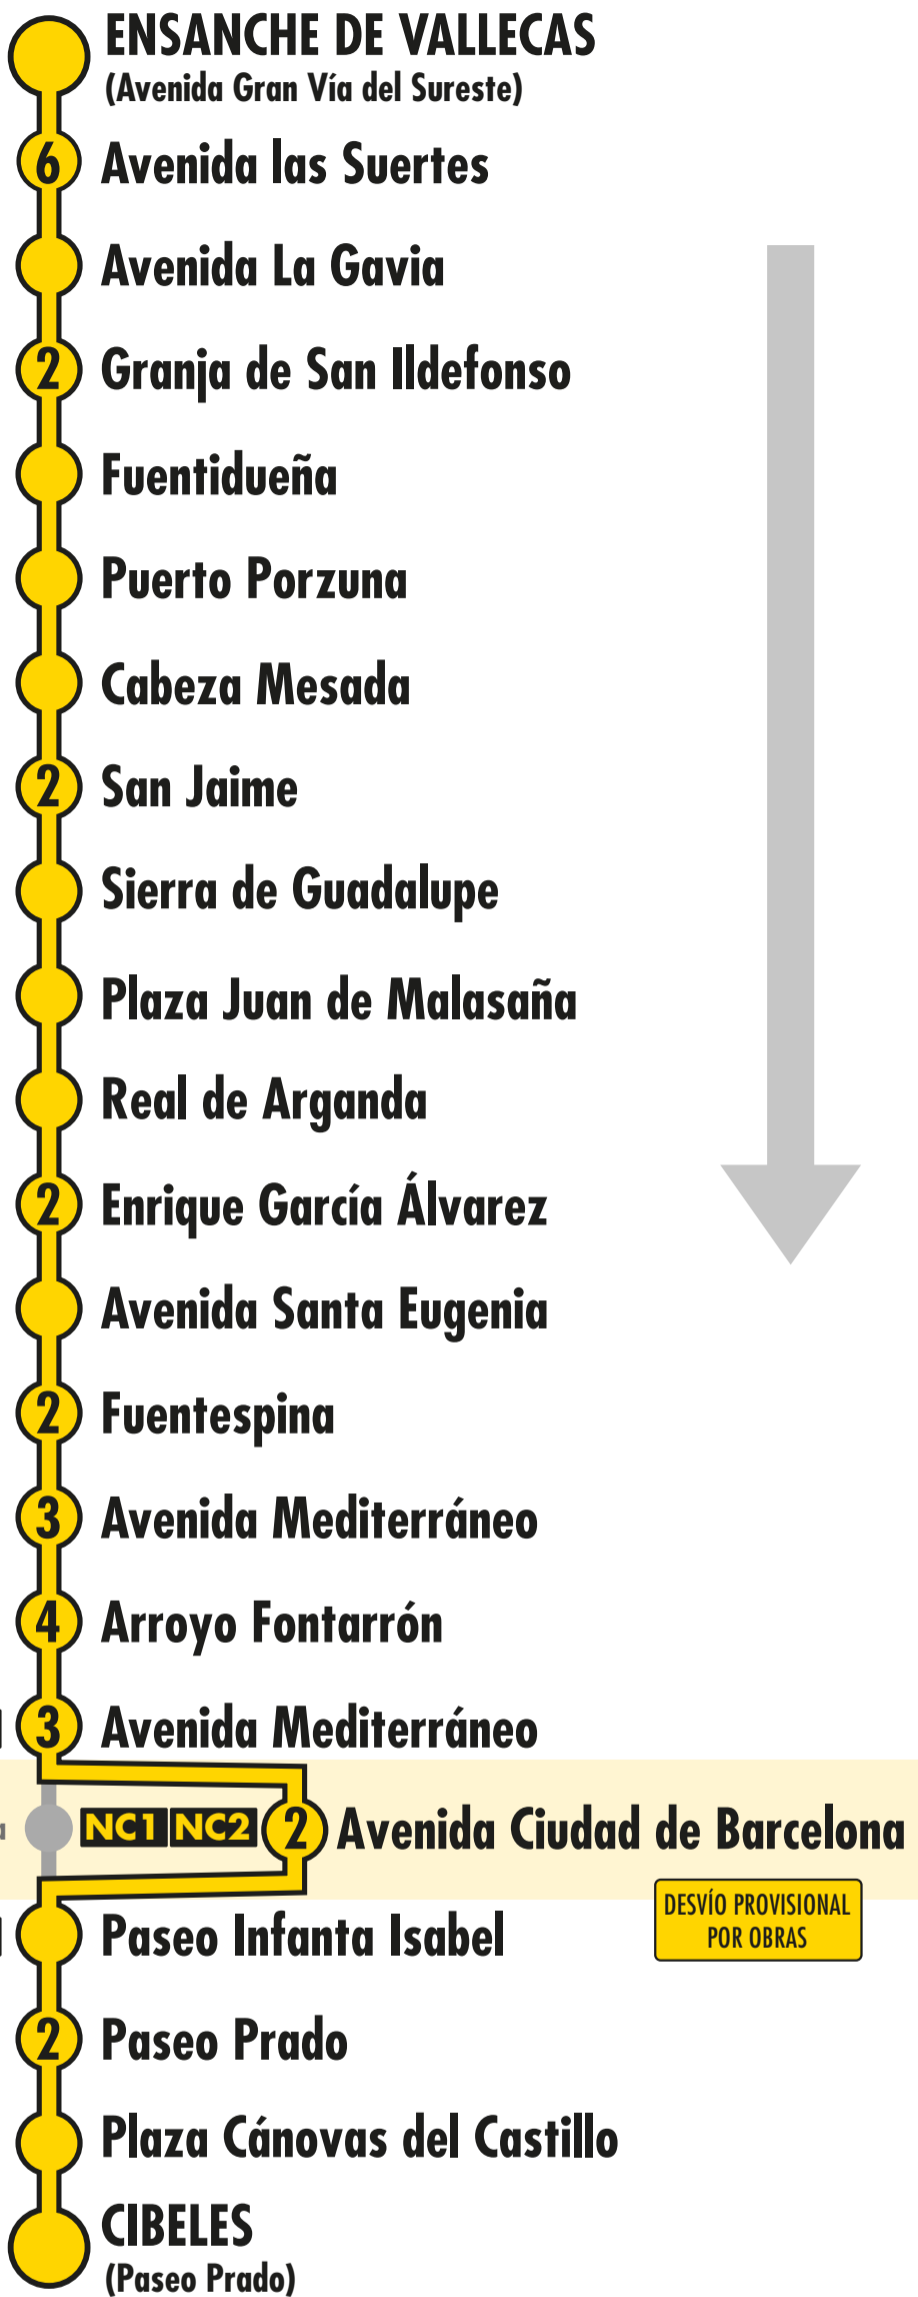 ENSANCHE DE VALLECAS
(Avenida Gran Vía del Sureste)
6 Avenida las Suertes
Avenida La Gavia
2 Granja de San Ildefonso
Fuentidueña
Puerto Porzuna
Cabeza Mesada
2 San Jaime
Sierra de Guadalupe
Plaza Juan de Malasaña
Real de Arganda
2 Enrique García Álvarez
Avenida Santa Eugenia
2 Fuentespina
3 Avenida Mediterráneo
4 Arroyo Fontarrón
3 Avenida Mediterráneo
NC1 NC2 2 Avenida Ciudad de Barcelona
DESVÍO PROVISIONAL
POR OBRAS
Paseo Infanta Isabel
2 Paseo Prado
Plaza Cánovas del Castillo
CIBELES
(Paseo Prado)